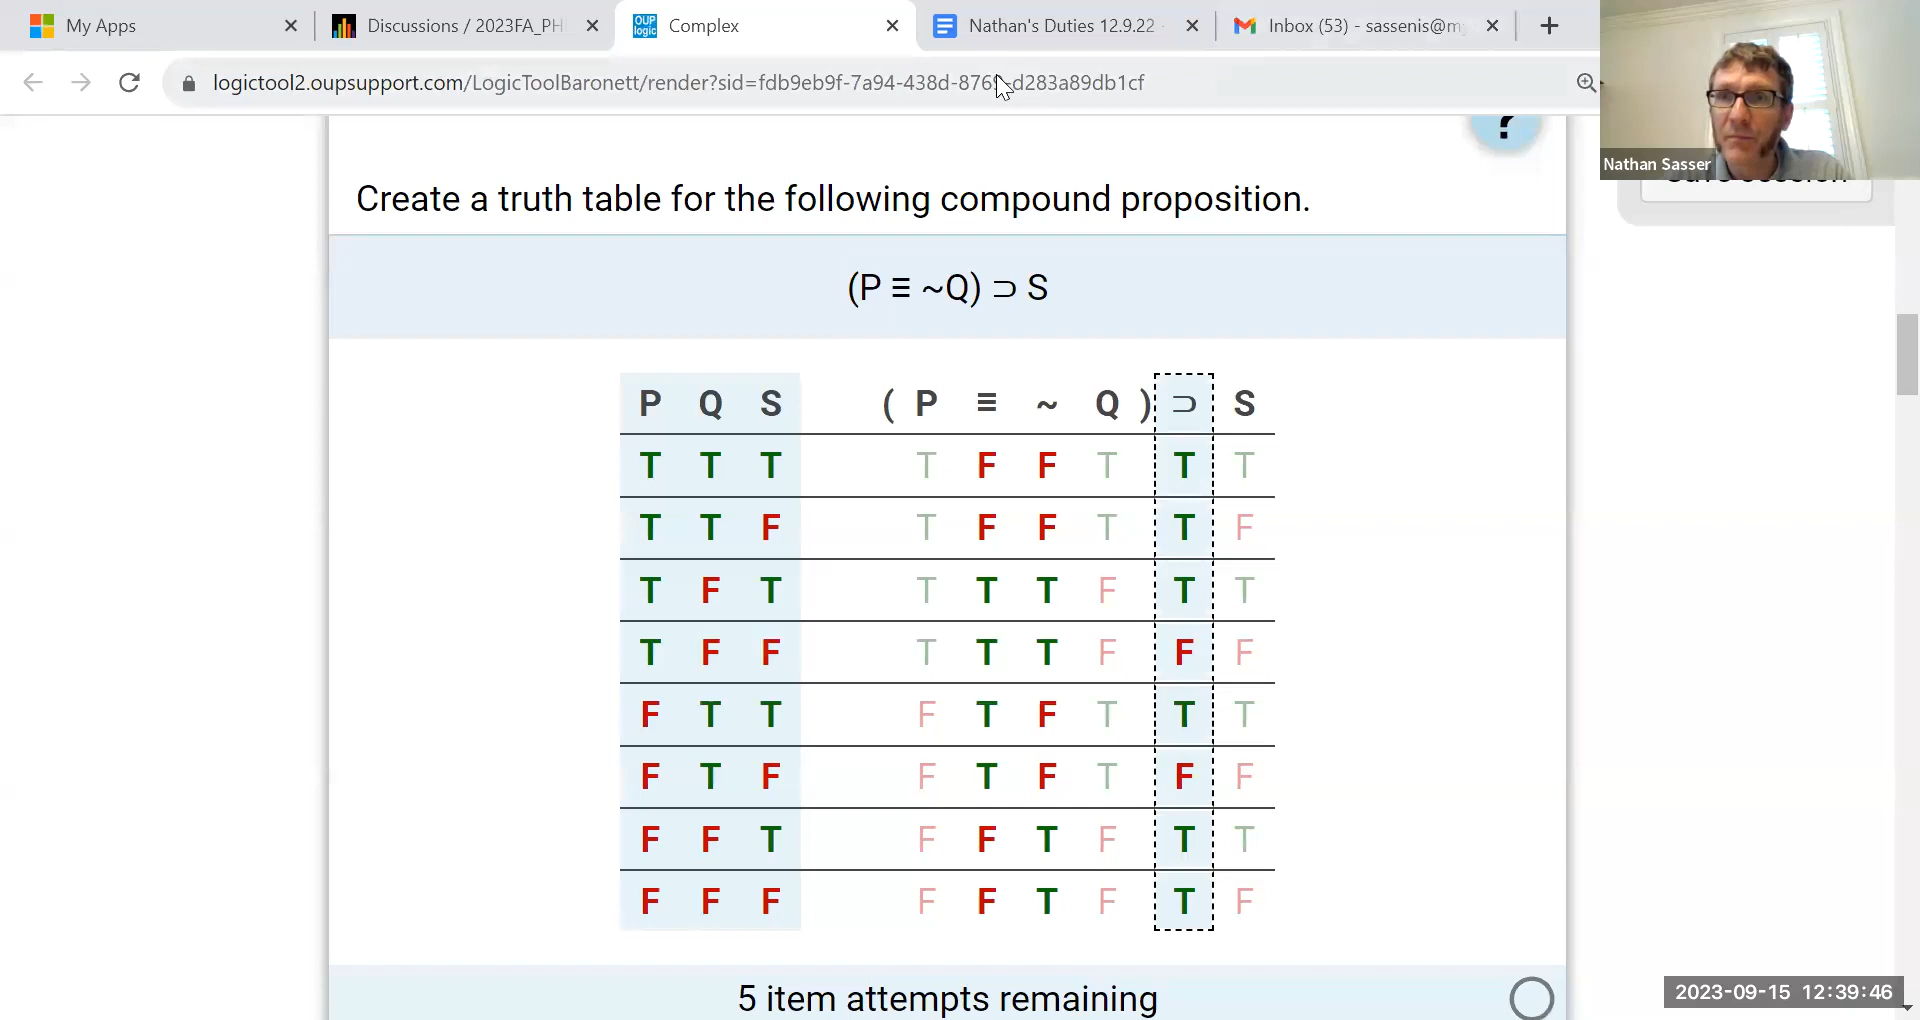 My Apps
Discussions / 2023FA_PH
OUP logic Complex
Nathan's Duties 12.9.22
Inbox (53) - sassenis@m
logictool2.oupsupport.com/LogicToolBaronett/render?sid=fdb9eb9f-7a94-438d-876 d283a89db1cf
Nathan Sasser
?
Create a truth table for the following compound proposition.
(P ≡ ~Q) ⊃ S
P Q S ( P ≡ ~ Q ) ⊃ S
T T T T F F T T T
T T F T F F T T F
T F T T T T F T T
T F F T T T F F F
F T T F T F T T T
F T F F T F T F F
F F T F F T F T T
F F F F F T F T F
5 item attempts remaining
2023-09-15 12:39:46